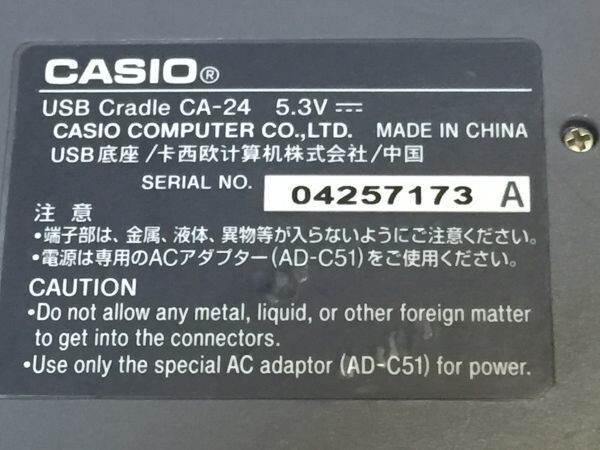 CASIO®
USB Cradle CA-24 5.3V ⎓
CASIO COMPUTER CO.,LTD. MADE IN CHINA
USB底座/卡西欧计算机株式会社/中国
SERIAL NO. 04257173 A
注 意
•端子部は、金属、液体、異物等が入らないようにご注意ください。
•電源は専用のACアダプター(AD-C51)をご使用ください。
CAUTION
•Do not allow any metal, liquid, or other foreign matter
to get into the connectors.
•Use only the special AC adaptor (AD-C51) for power.